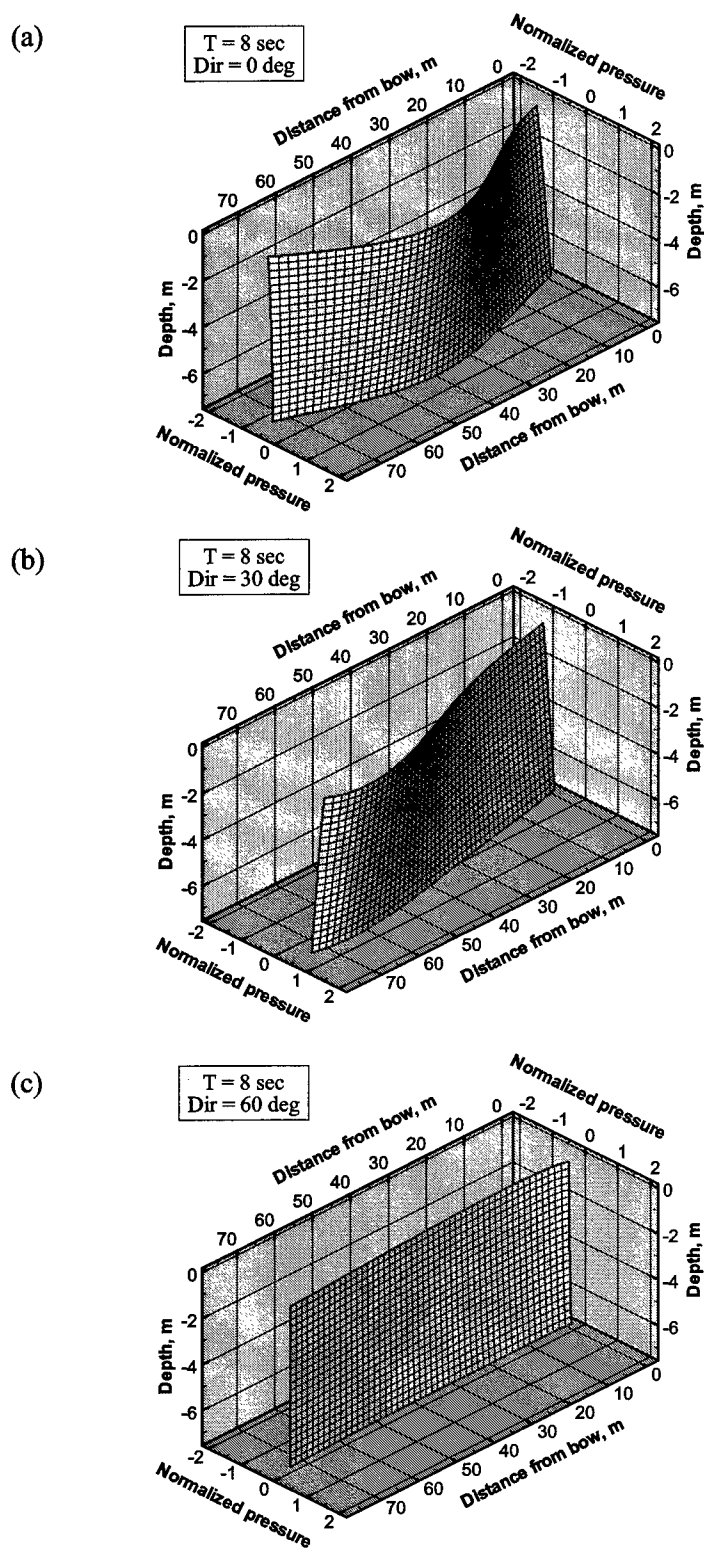 (a)
T = 8 sec
Dir = 0 deg
Normalized pressure
-2 -1 0 1 2
Distance from bow, m
70 60 50 40 30 20 10 0
0 -2 -4 -6
Depth, m
0 -2 -4 -6
Depth, m
-2 -1 0 1 2
Normalized pressure
70 60 50 40 30 20 10 0
Distance from bow, m
(b)
T = 8 sec
Dir = 30 deg
Normalized pressure
-2 -1 0 1 2
Distance from bow, m
70 60 50 40 30 20 10 0
0 -2 -4 -6
Depth, m
0 -2 -4 -6
Depth, m
-2 -1 0 1 2
Normalized pressure
70 60 50 40 30 20 10 0
Distance from bow, m
(c)
T = 8 sec
Dir = 60 deg
Normalized pressure
-2 -1 0 1 2
Distance from bow, m
70 60 50 40 30 20 10 0
0 -2 -4 -6
Depth, m
0 -2 -4 -6
Depth, m
-2 -1 0 1 2
Normalized pressure
70 60 50 40 30 20 10 0
Distance from bow, m